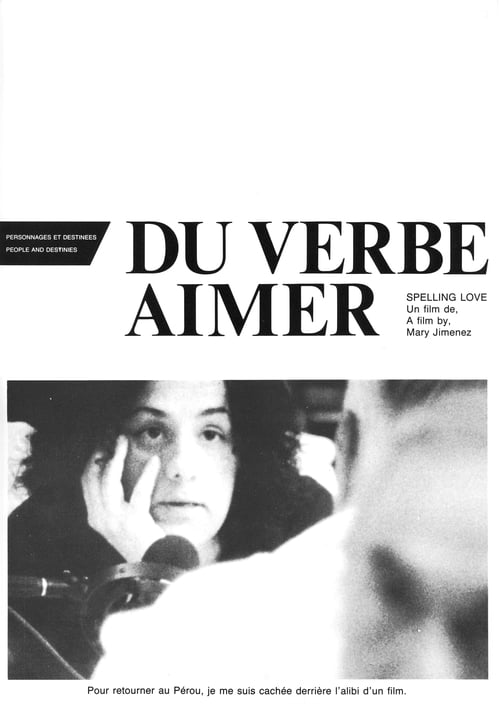 PERSONNAGES ET DESTINEES
PEOPLE AND DESTINIES
DU VERBE
AIMER
SPELLING LOVE
Un film de,
A film by,
Mary Jimenez
Pour retourner au Pérou, je me suis cachée derrière l'alibi d'un film.